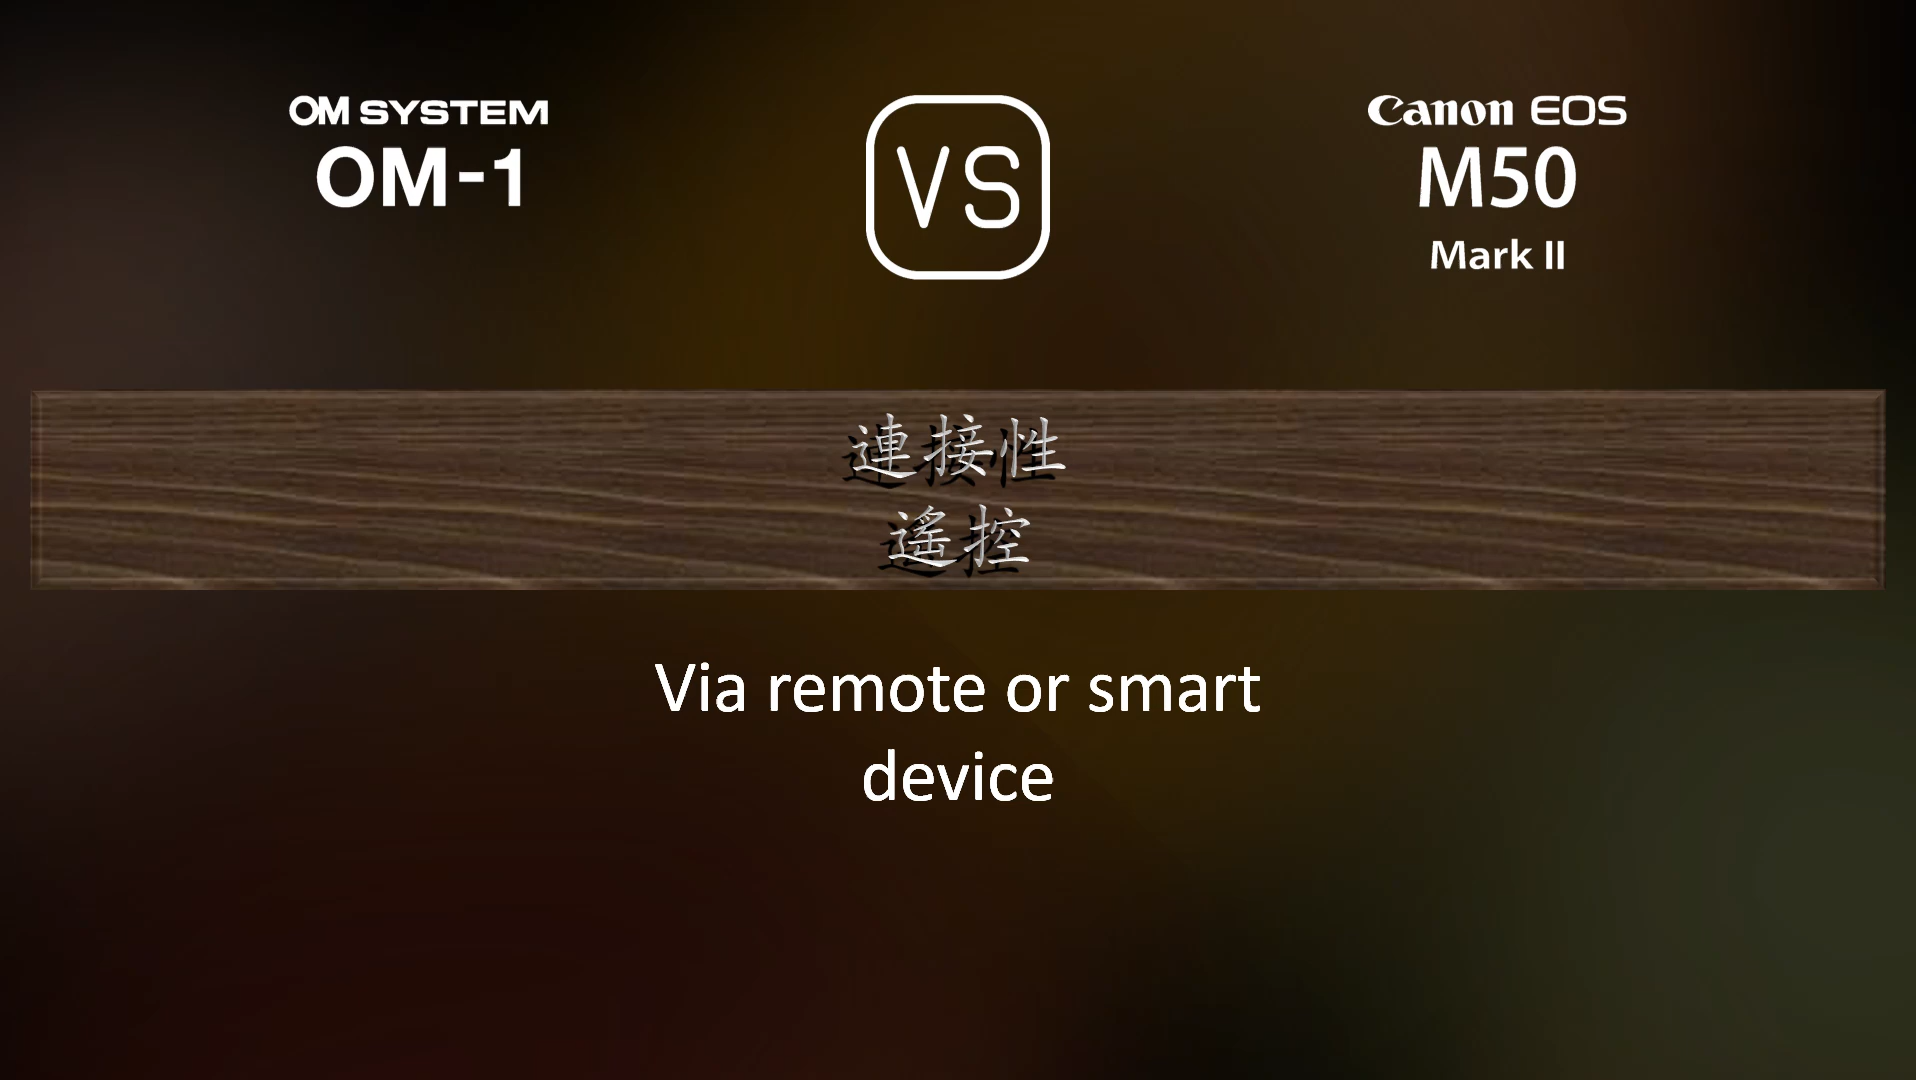 OM SYSTEM
OM-1
VS
Canon EOS
M50
Mark II
連接性
遙控
Via remote or smart
device